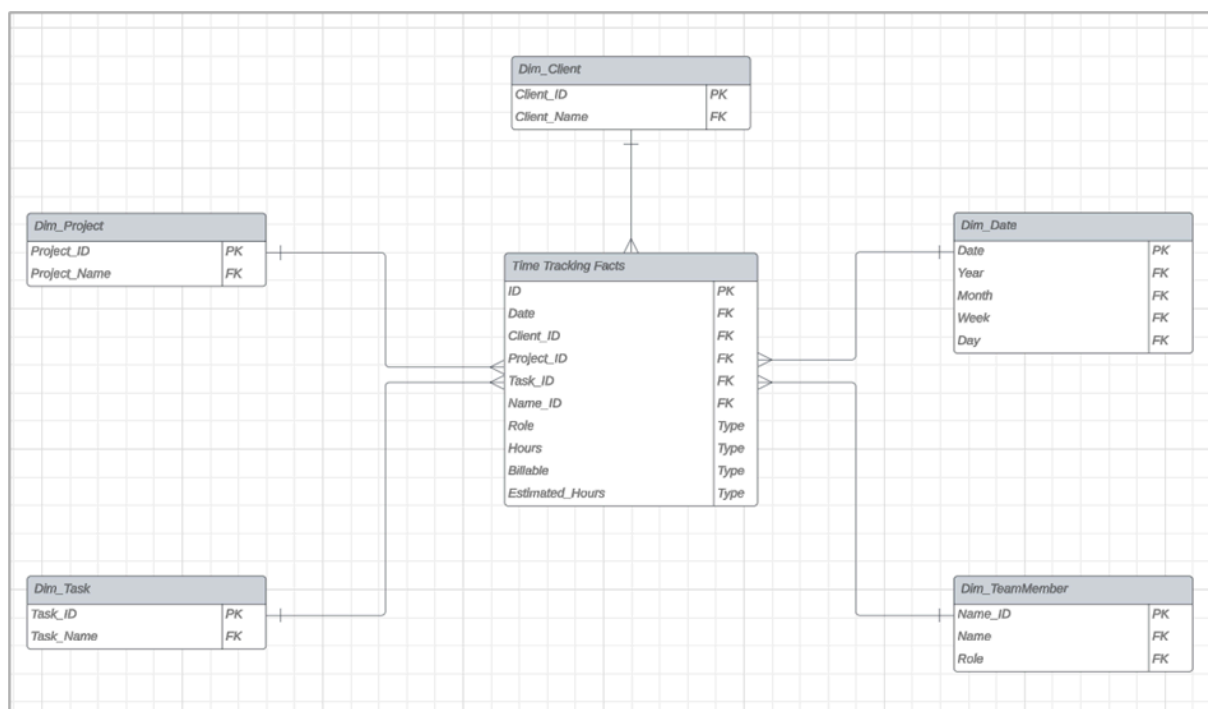 Dim_Client
Client_ID PK
Client_Name FK
Dim_Project
Project_ID PK
Project_Name FK
Time Tracking Facts
ID PK
Date FK
Client_ID FK
Project_ID FK
Task_ID FK
Name_ID FK
Role Type
Hours Type
Billable Type
Estimated_Hours Type
Dim_Date
Date PK
Year FK
Month FK
Week FK
Day FK
Dim_Task
Task_ID PK
Task_Name FK
Dim_TeamMember
Name_ID PK
Name FK
Role FK